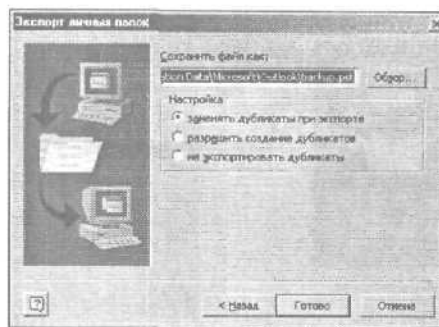 Экспорт личных папок
Сохранить файл как:
ation Data\Microsoft\Outlook\backup.pst
Обзор...
Настройка
заменять дубликаты при экспорте
разрешить создание дубликатов
не экспортировать дубликаты
?
< Назад
Готово
Отмена